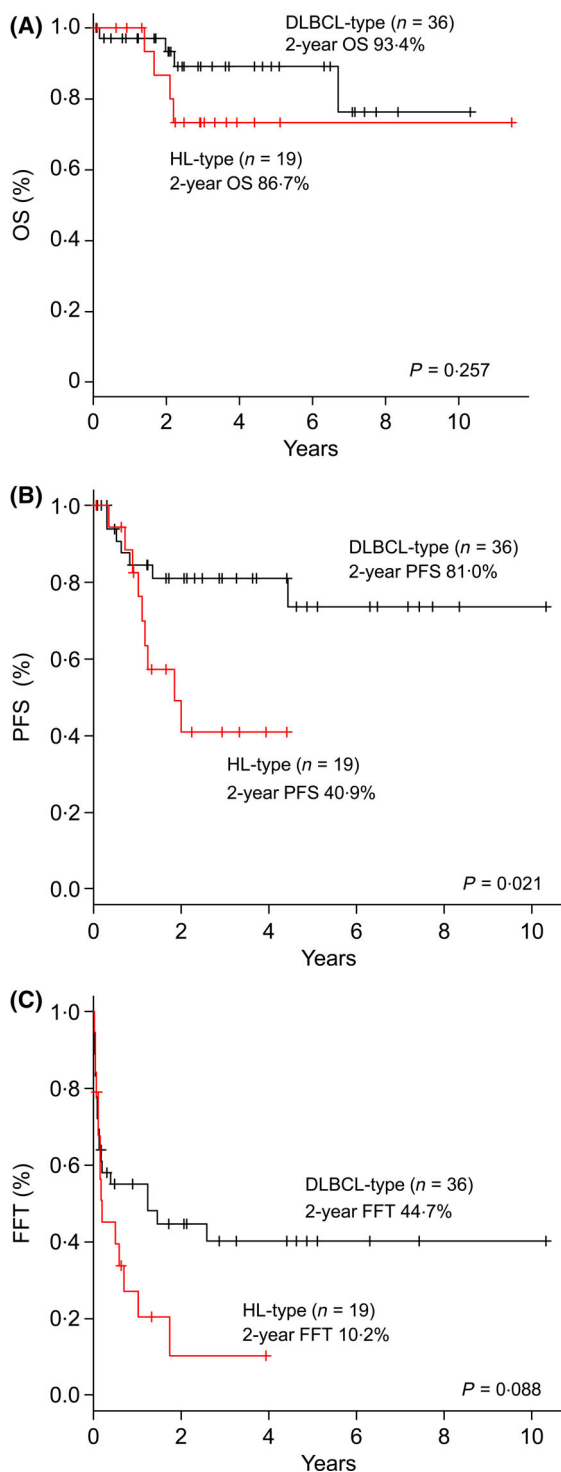 (A)
1·0
0·8
0·6
0·4
0·2
0
OS (%)
DLBCL-type (n = 36)
2-year OS 93·4%
HL-type (n = 19)
2-year OS 86·7%
P = 0·257
0 2 4 6 8 10
Years
(B)
1·0
0·8
0·6
0·4
0·2
0.0
PFS (%)
DLBCL-type (n = 36)
2-year PFS 81·0%
HL-type (n = 19)
2-year PFS 40·9%
P = 0·021
0 2 4 6 8 10
Years
(C)
1·0
0·8
0·6
0·4
0·2
0.0
FFT (%)
DLBCL-type (n = 36)
2-year FFT 44·7%
HL-type (n = 19)
2-year FFT 10·2%
P = 0·088
0 2 4 6 8 10
Years